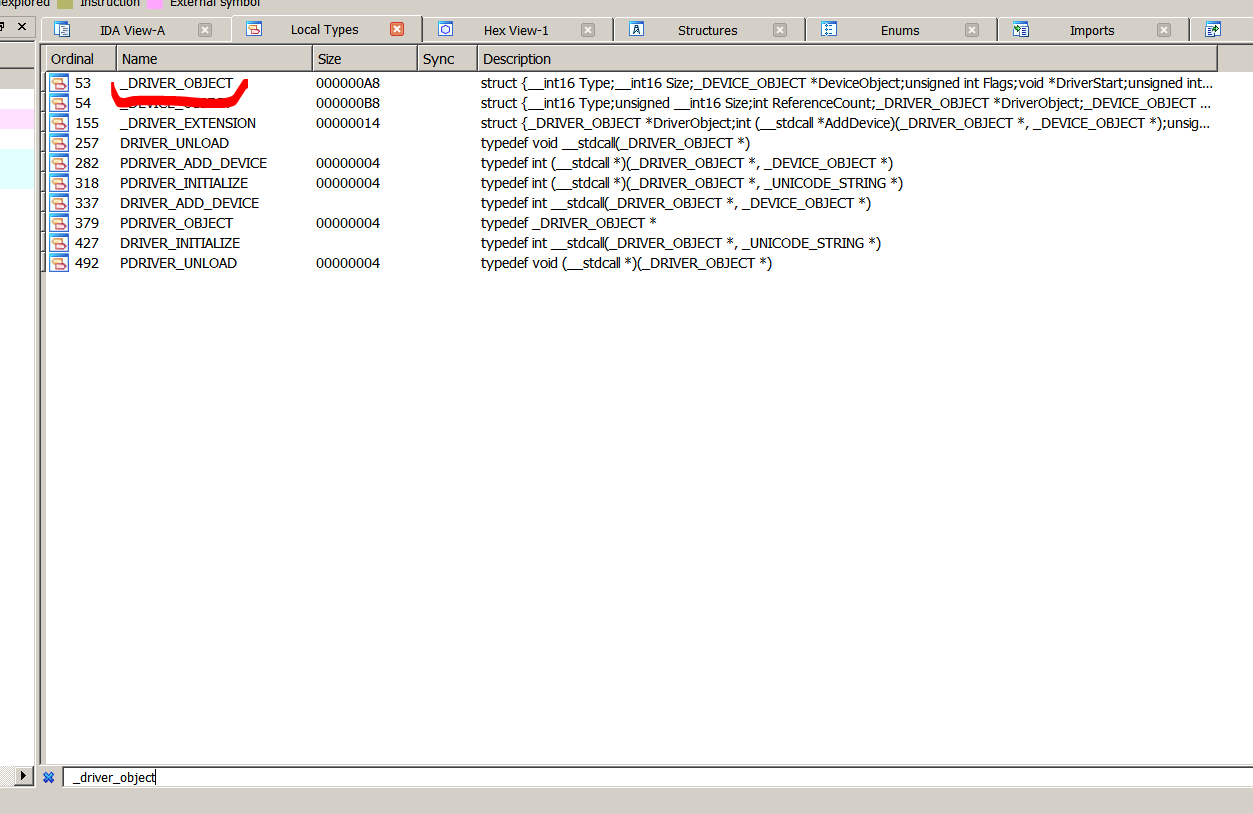 explored Instruction External symbol
IDA View-A Local Types Hex View-1 Structures Enums Imports
Ordinal Name Size Sync Description
53 _DRIVER_OBJECT 000000A8 struct {__int16 Type;__int16 Size;_DEVICE_OBJECT *DeviceObject;unsigned int Flags;void *DriverStart;unsigned int...
54 000000B8 struct {__int16 Type;unsigned __int16 Size;int ReferenceCount;_DRIVER_OBJECT *DriverObject;_DEVICE_OBJECT ...
155 _DRIVER_EXTENSION 00000014 struct {_DRIVER_OBJECT *DriverObject;int (__stdcall *AddDevice)(_DRIVER_OBJECT *, _DEVICE_OBJECT *);unsig...
257 DRIVER_UNLOAD typedef void __stdcall(_DRIVER_OBJECT *)
282 PDRIVER_ADD_DEVICE 00000004 typedef int (__stdcall *)(_DRIVER_OBJECT *, _DEVICE_OBJECT *)
318 PDRIVER_INITIALIZE 00000004 typedef int (__stdcall *)(_DRIVER_OBJECT *, _UNICODE_STRING *)
337 DRIVER_ADD_DEVICE typedef int __stdcall(_DRIVER_OBJECT *, _DEVICE_OBJECT *)
379 PDRIVER_OBJECT 00000004 typedef _DRIVER_OBJECT *
427 DRIVER_INITIALIZE typedef int __stdcall(_DRIVER_OBJECT *, _UNICODE_STRING *)
492 PDRIVER_UNLOAD 00000004 typedef void (__stdcall *)(_DRIVER_OBJECT *)
_driver_object